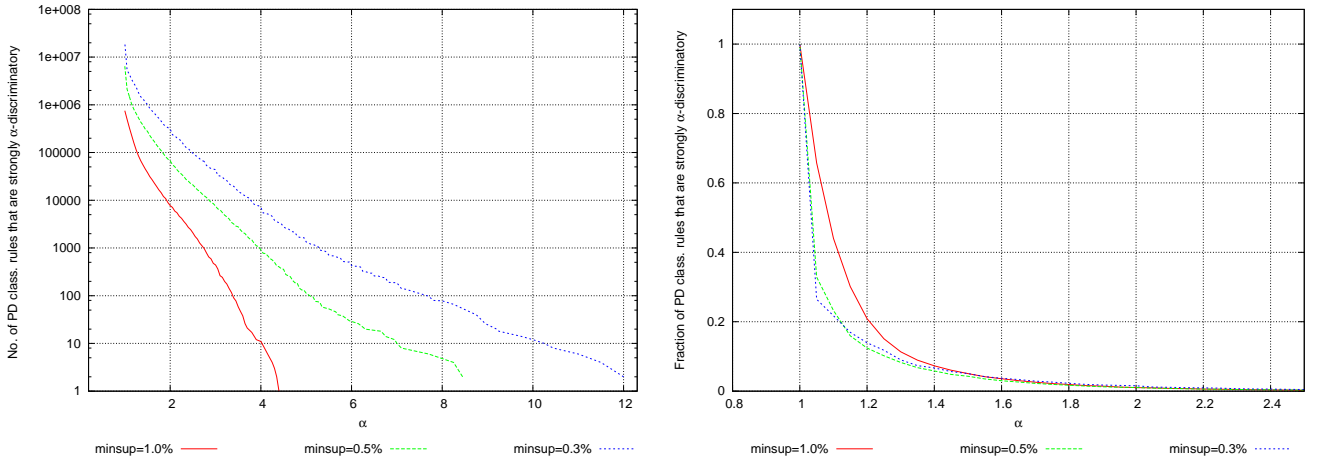 No. of PD class. rules that are strongly α-discriminatory
1e+008
1e+007
1e+006
100000
10000
1000
100
10
1
2 4 6 8 10 12
α
minsup=1.0% minsup=0.5% minsup=0.3%
Fraction of PD class. rules that are strongly α-discriminatory
1
0.8
0.6
0.4
0.2
0
0.8 1 1.2 1.4 1.6 1.8 2 2.2 2.4
α
minsup=1.0% minsup=0.5% minsup=0.3%